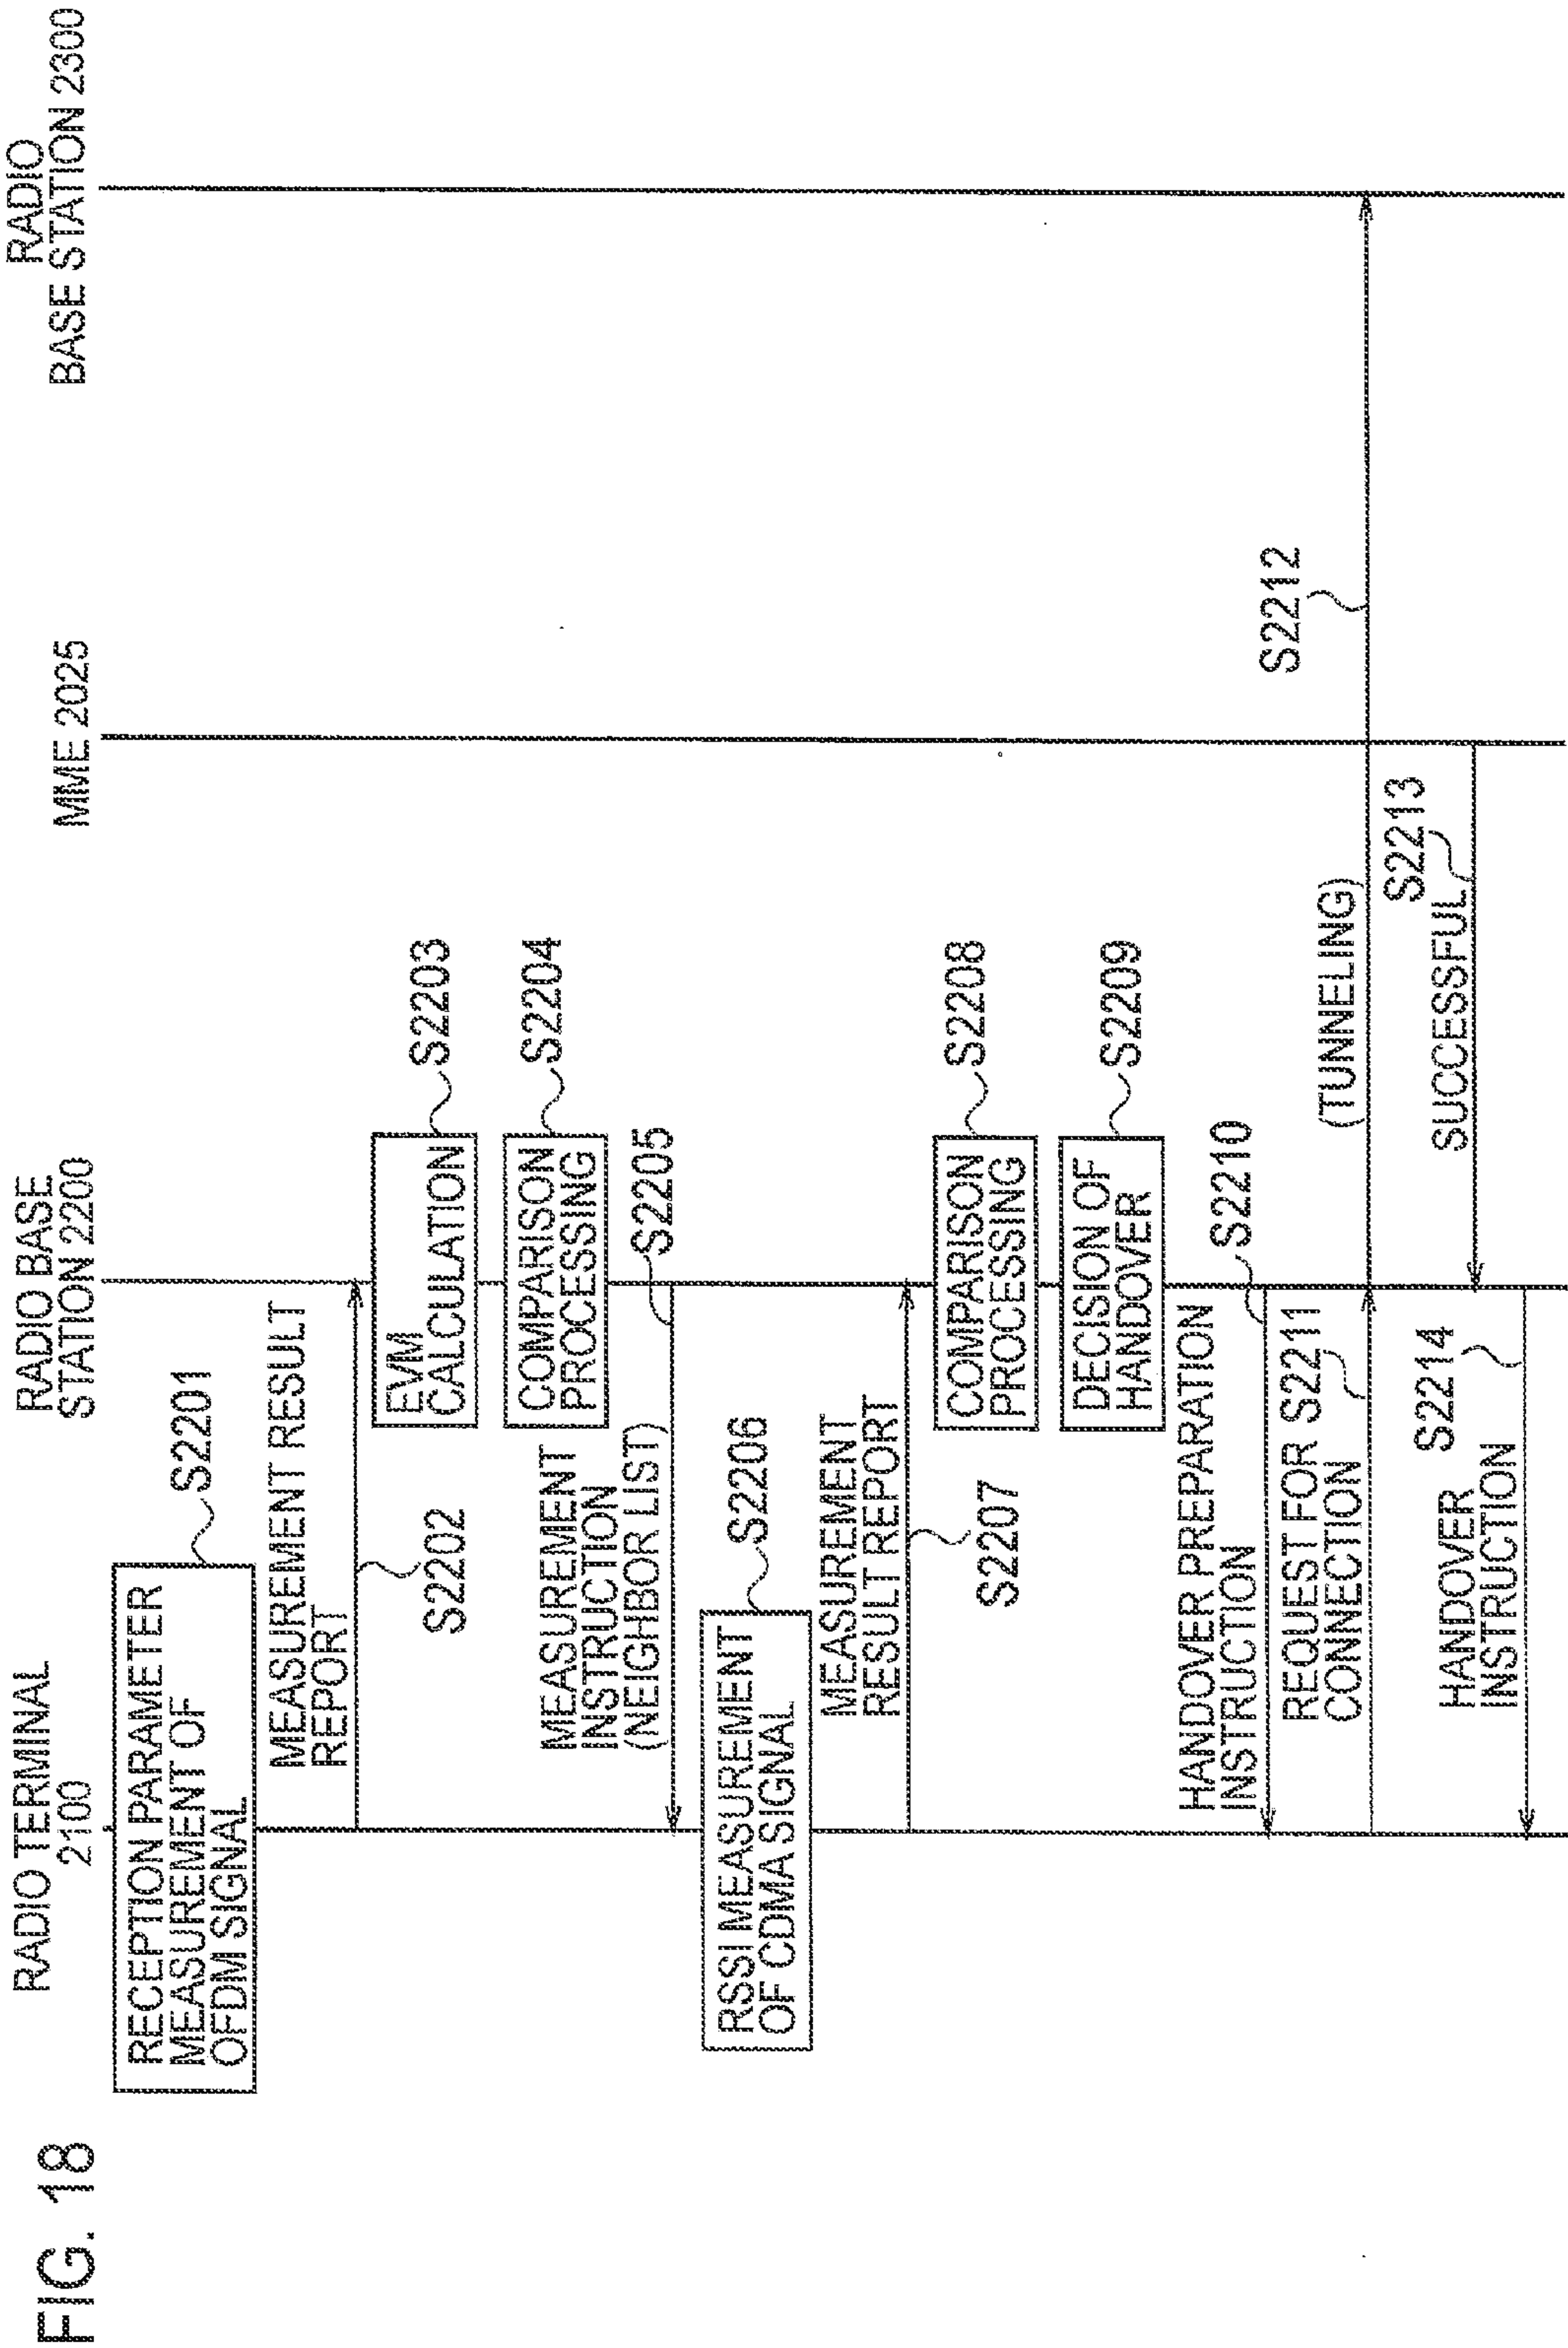 FIG. 18
RADIO TERMINAL
2100
RADIO BASE
STATION 2200
MME 2025
RADIO
BASE STATION 2300
RECEPTION PARAMETER
MEASUREMENT OF
OFDM SIGNAL
S2201
MEASUREMENT RESULT
REPORT
S2202
EVM
CALCULATION
S2203
COMPARISON
PROCESSING
S2204
MEASUREMENT
INSTRUCTION
(NEIGHBOR LIST)
S2205
RSSI MEASUREMENT
OF CDMA SIGNAL
S2206
MEASUREMENT
RESULT REPORT
S2207
COMPARISON
PROCESSING
S2208
DECISION OF
HANDOVER
S2209
HANDOVER PREPARATION
INSTRUCTION
S2210
REQUEST FOR
CONNECTION
S2211
(TUNNELING)
S2212
SUCCESSFUL
S2213
HANDOVER
INSTRUCTION
S2214